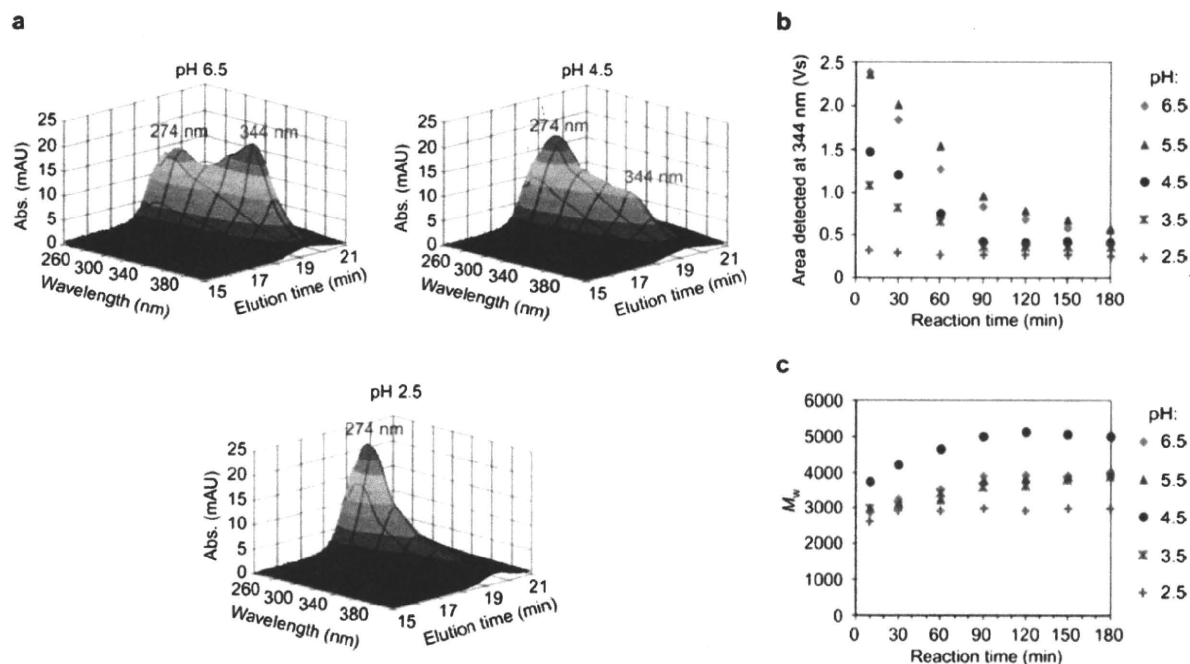 a
pH 6.5
25
20
15
10
5
0
Abs. (mAU)
274 nm
344 nm
260
300
340
380
Wavelength (nm)
15
17
19
21
Elution time (min)
pH 4.5
25
20
15
10
5
0
Abs. (mAU)
274 nm
344 nm
260
300
340
380
Wavelength (nm)
15
17
19
21
Elution time (min)
pH 2.5
25
20
15
10
5
0
Abs. (mAU)
274 nm
260
300
340
380
Wavelength (nm)
15
17
19
21
Elution time (min)
b
2.5
2.0
1.5
1.0
0.5
0
Area detected at 344 nm (Vs)
0 30 60 90 120 150 180
Reaction time (min)
pH:
6.5
5.5
4.5
3.5
2.5
c
6000
5000
4000
3000
2000
1000
0
Mw
0 30 60 90 120 150 180
Reaction time (min)
pH:
6.5
5.5
4.5
3.5
2.5